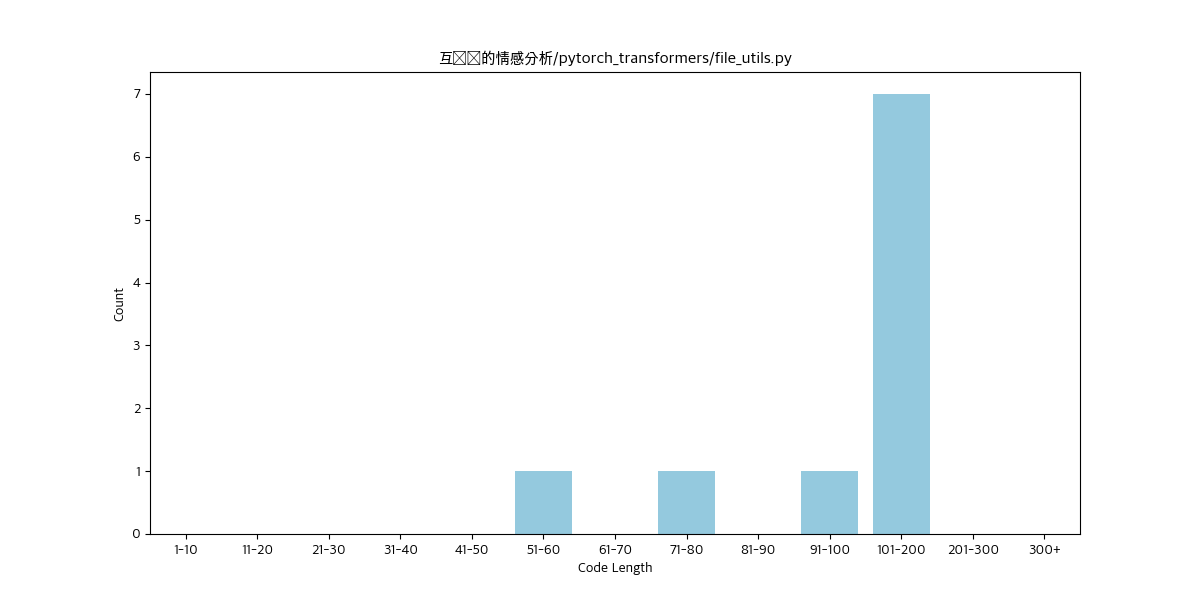 互的情感分析/pytorch_transformers/file_utils.py
7
6
5
4
3
2
1
0
Count
1-10 11-20 21-30 31-40 41-50 51-60 61-70 71-80 81-90 91-100 101-200 201-300 300+
Code Length